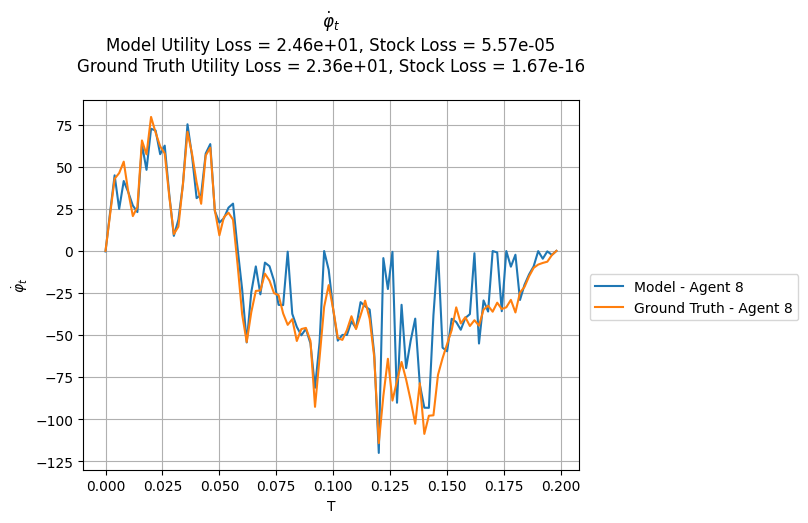 φ̇ₜ
Model Utility Loss = 2.46e+01, Stock Loss = 5.57e-05
Ground Truth Utility Loss = 2.36e+01, Stock Loss = 1.67e-16
75
50
25
0
−25
−50
−75
−100
−125
φ̇ₜ
0.000 0.025 0.050 0.075 0.100 0.125 0.150 0.175 0.200
T
Model - Agent 8
Ground Truth - Agent 8